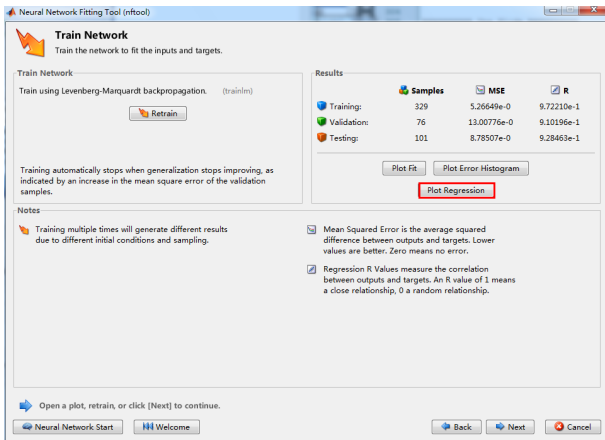 Neural Network Fitting Tool (nftool)
Train Network
Train the network to fit the inputs and targets.
Train Network
Train using Levenberg-Marquardt backpropagation. (trainlm)
Retrain
Training automatically stops when generalization stops improving, as
indicated by an increase in the mean square error of the validation
samples.
Results
Samples MSE R
Training: 329 5.26649e-0 9.72210e-1
Validation: 76 13.00776e-0 9.10196e-1
Testing: 101 8.78507e-0 9.28463e-1
Plot Fit Plot Error Histogram
Plot Regression
Notes
Training multiple times will generate different results
due to different initial conditions and sampling.
Mean Squared Error is the average squared
difference between outputs and targets. Lower
values are better. Zero means no error.
Regression R Values measure the correlation
between outputs and targets. An R value of 1 means
a close relationship, 0 a random relationship.
Open a plot, retrain, or click [Next] to continue.
Neural Network Start Welcome Back Next Cancel